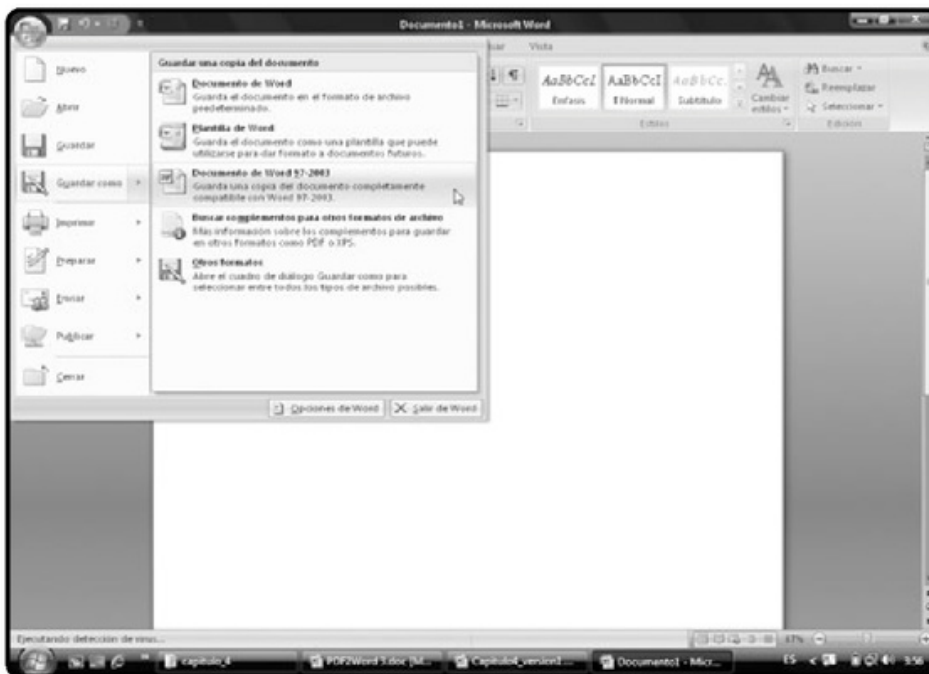 Documento1 - Microsoft Word
Vista
Nuevo
Abrir
Guardar
Guardar como
Imprimir
Preparar
Enviar
Publicar
Cerrar
Guardar una copia del documento
Documento de Word
Guarda el documento en el formato de archivo
predeterminado.
Plantilla de Word
Guarda el documento como una plantilla que puede
utilizarse para dar formato a documentos futuros.
Documento de Word 97-2003
Guarda una copia del documento completamente
compatible con Word 97-2003.
Buscar complementos para otros formatos de archivo
Más información sobre los complementos para guardar
en otros formatos como PDF o XPS.
Otros formatos
Abre el cuadro de diálogo Guardar como para
seleccionar entre todos los tipos de archivo posibles.
Opciones de Word
Salir de Word
AaBbCcI AaBbCcI AaBbCc.
Énfasis
¶ Normal
Subtítulo
Cambiar
estilos
Estilos
Buscar
Reemplazar
Seleccionar
Edición
Ejecutando detección de virus...
capitulo_4
PDF2Word 3.doc [M...
Capitulo4_version1....
Documento1 - Micr...
ES
3:56